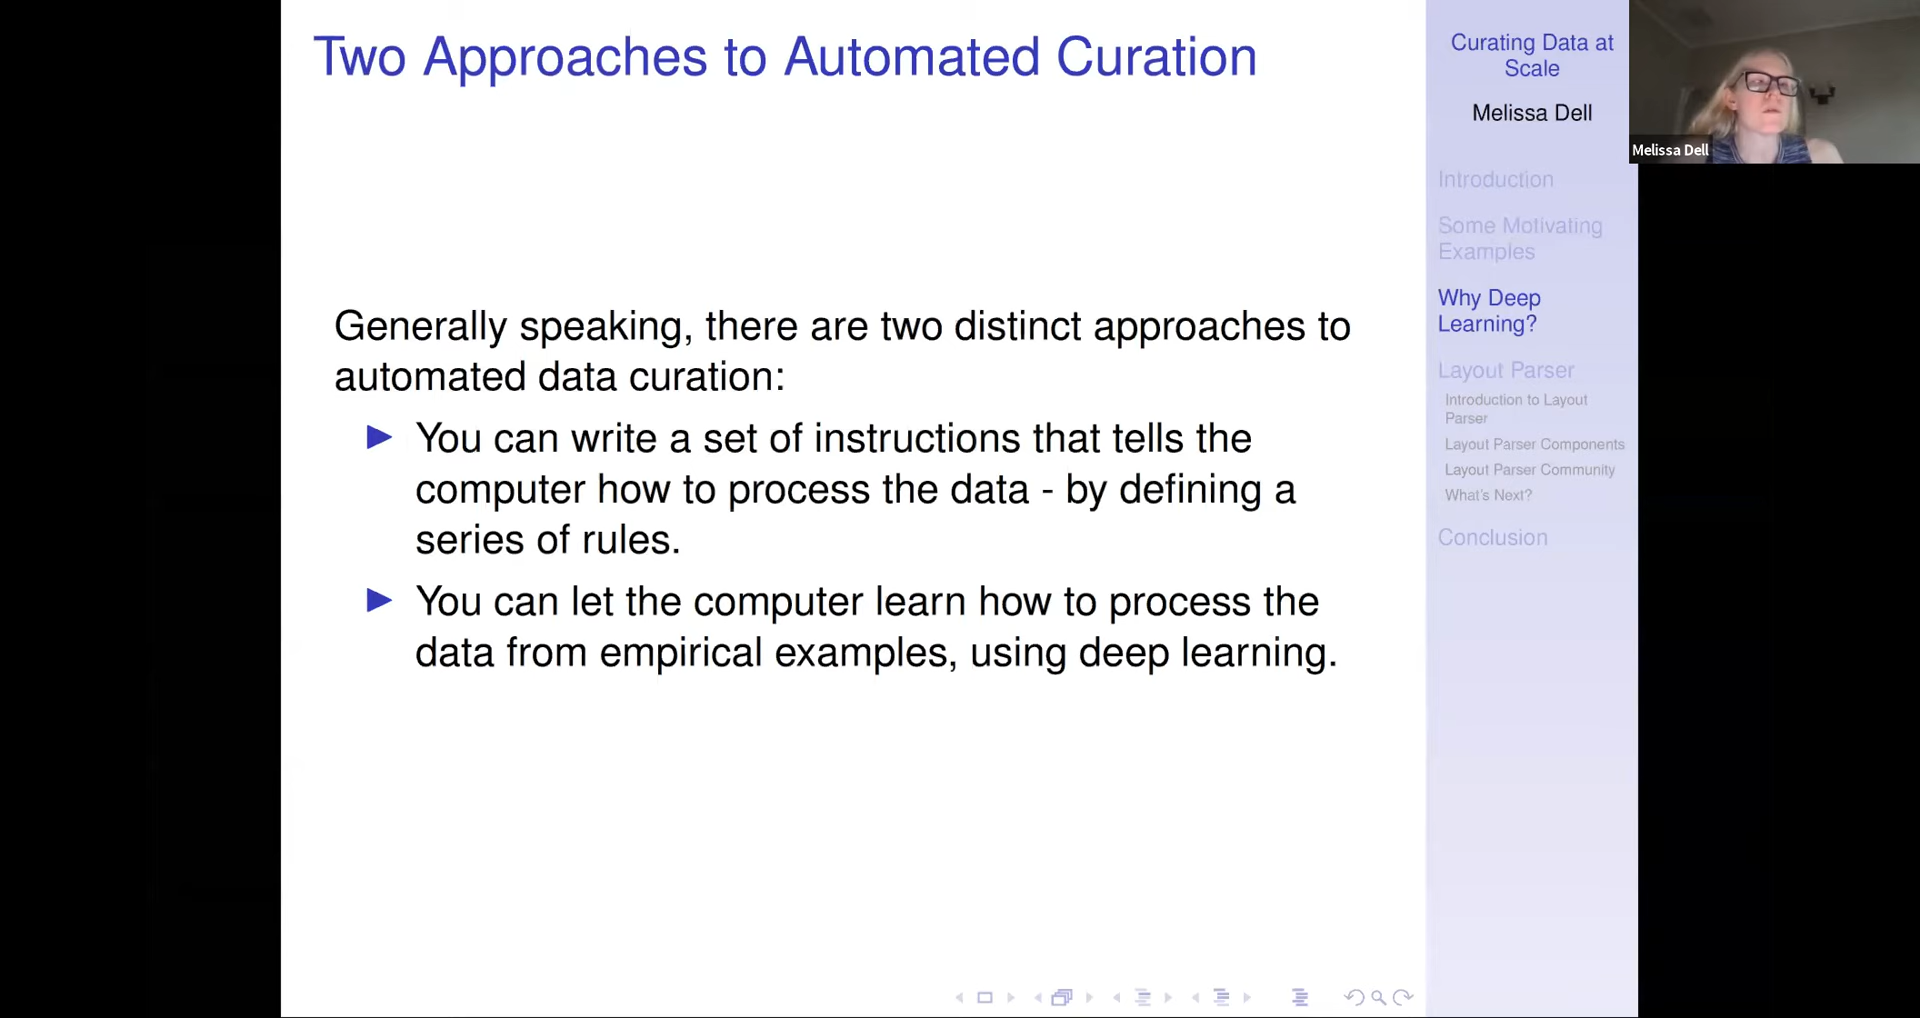 Two Approaches to Automated Curation
Generally speaking, there are two distinct approaches to
automated data curation:
You can write a set of instructions that tells the
computer how to process the data - by defining a
series of rules.
You can let the computer learn how to process the
data from empirical examples, using deep learning.
Curating Data at
Scale
Melissa Dell
Introduction
Some Motivating
Examples
Why Deep
Learning?
Layout Parser
Introduction to Layout
Parser
Layout Parser Components
Layout Parser Community
What's Next?
Conclusion
Melissa Dell